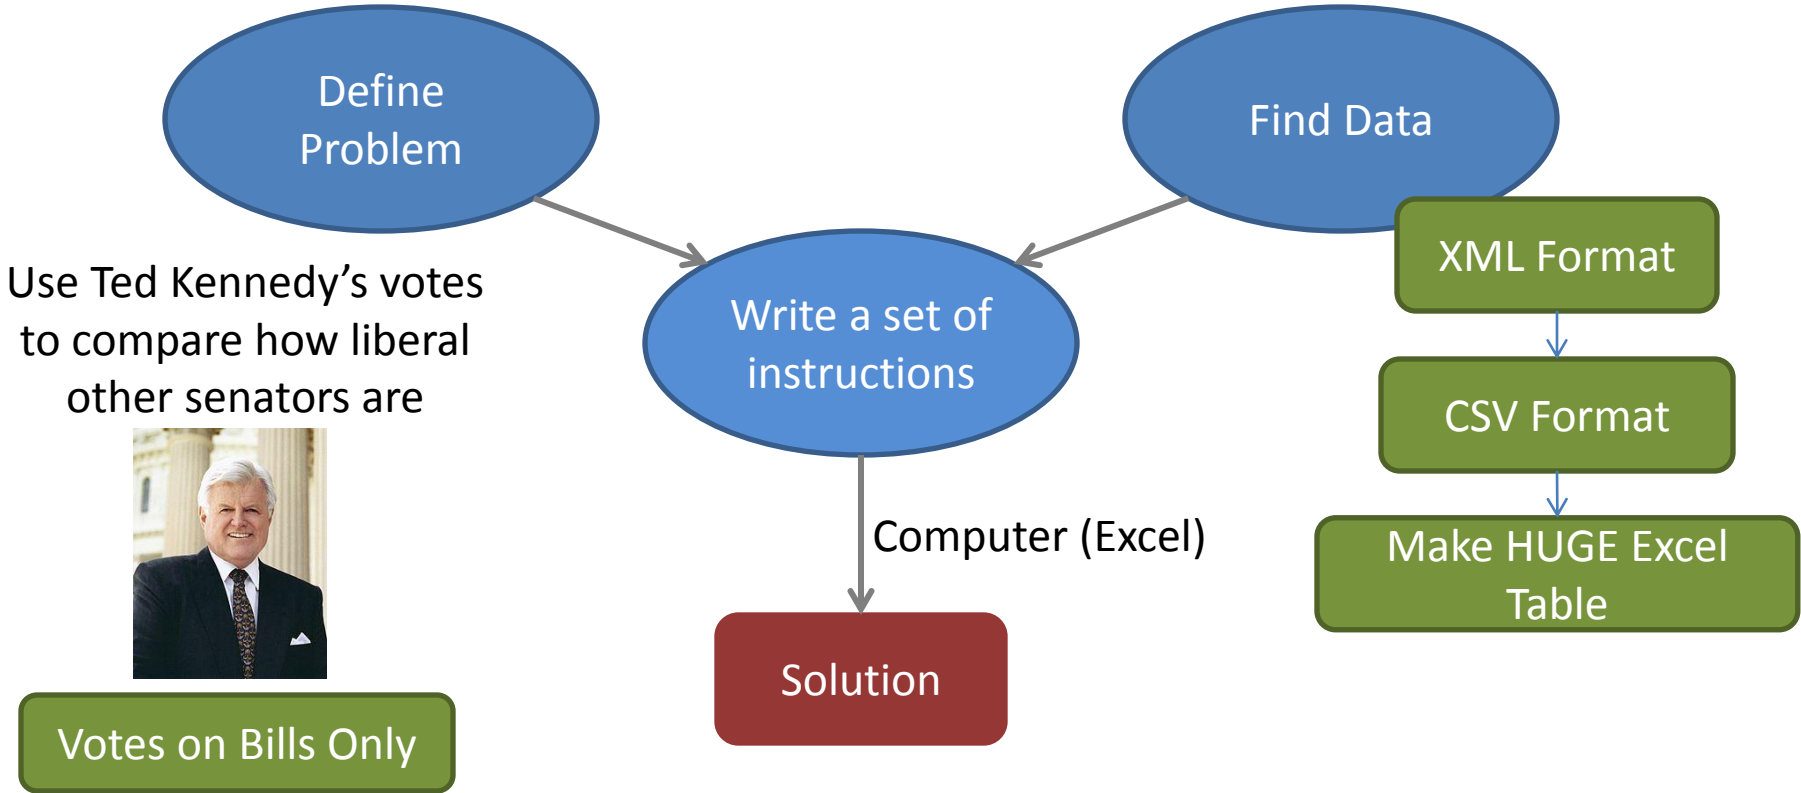 Define
Problem
Find Data
Use Ted Kennedy’s votes
to compare how liberal
other senators are
Write a set of
instructions
XML Format
CSV Format
Make HUGE Excel
Table
Computer (Excel)
Solution
Votes on Bills Only